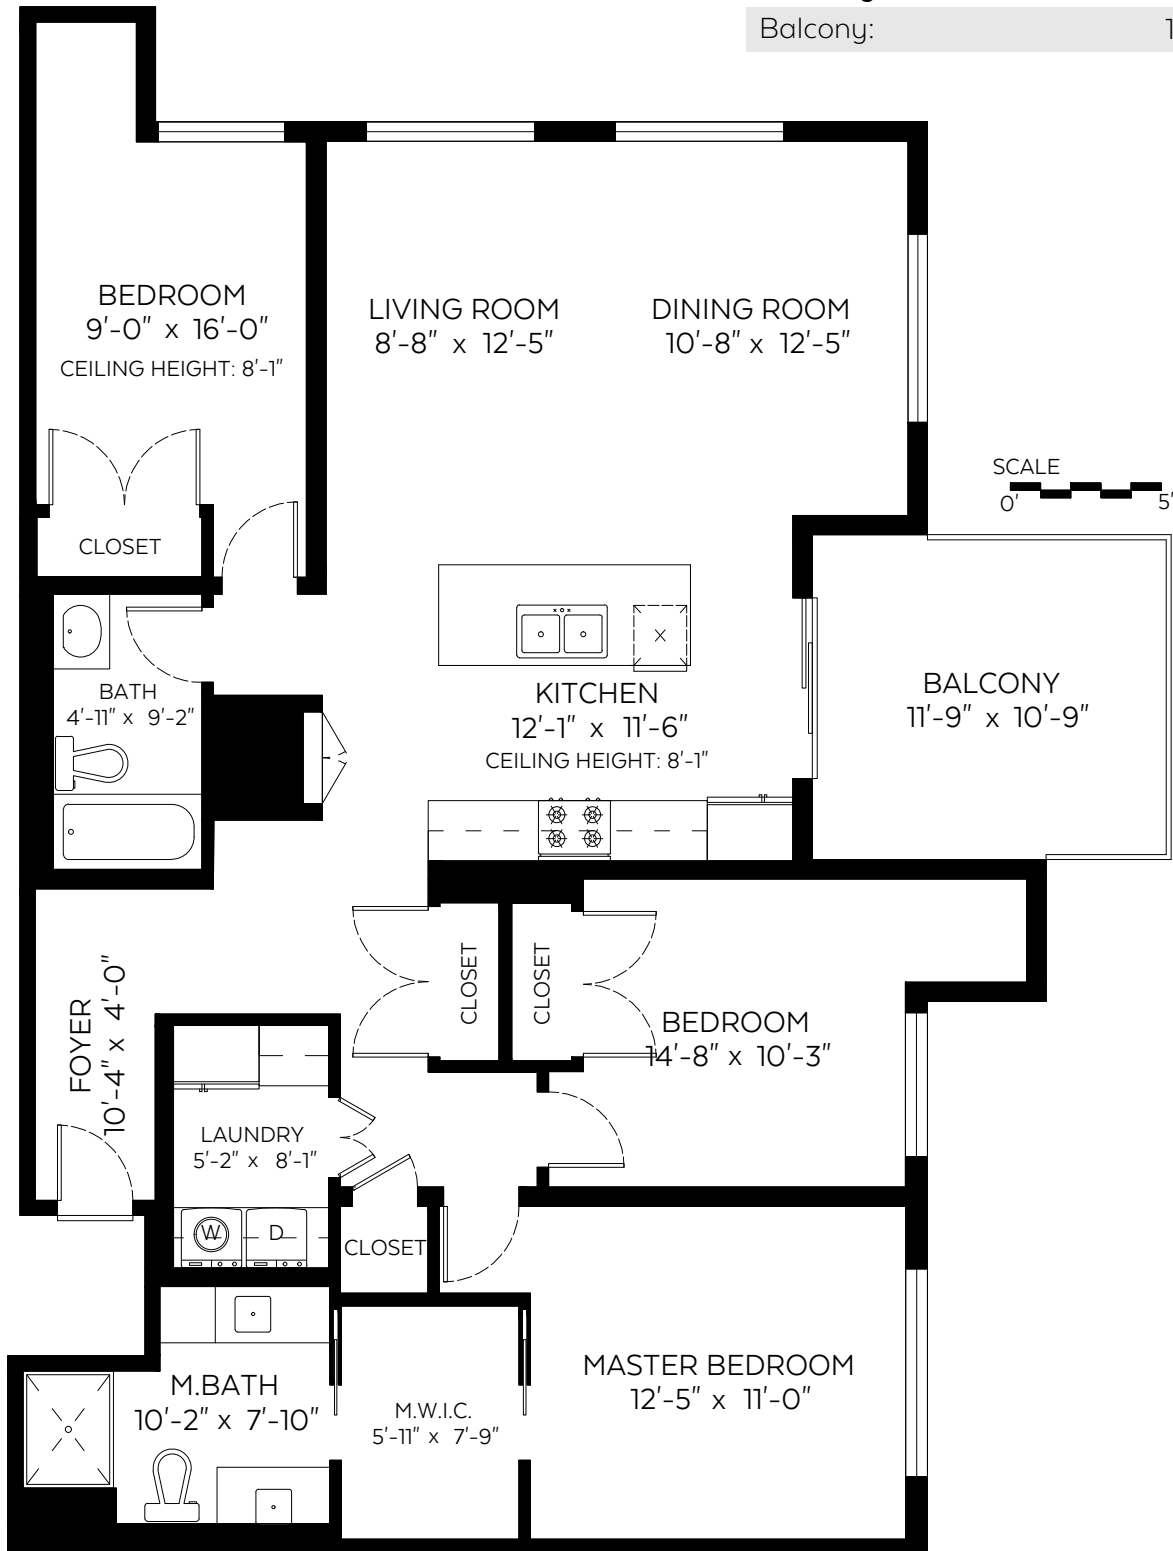 Balcony:
BEDROOM
9'-0" x 16'-0"
CEILING HEIGHT: 8'-1"
LIVING ROOM
8'-8" x 12'-5"
DINING ROOM
10'-8" x 12'-5"
SCALE
0' 5'
CLOSET
BATH
4'-11" x 9'-2"
X
KITCHEN
12'-1" x 11'-6"
CEILING HEIGHT: 8'-1"
BALCONY
11'-9" x 10'-9"
FOYER
10'-4" x 4'-0"
CLOSET
CLOSET
BEDROOM
14'-8" x 10'-3"
LAUNDRY
5'-2" x 8'-1"
W
D
CLOSET
M.BATH
10'-2" x 7'-10"
M.W.I.C.
5'-11" x 7'-9"
MASTER BEDROOM
12'-5" x 11'-0"